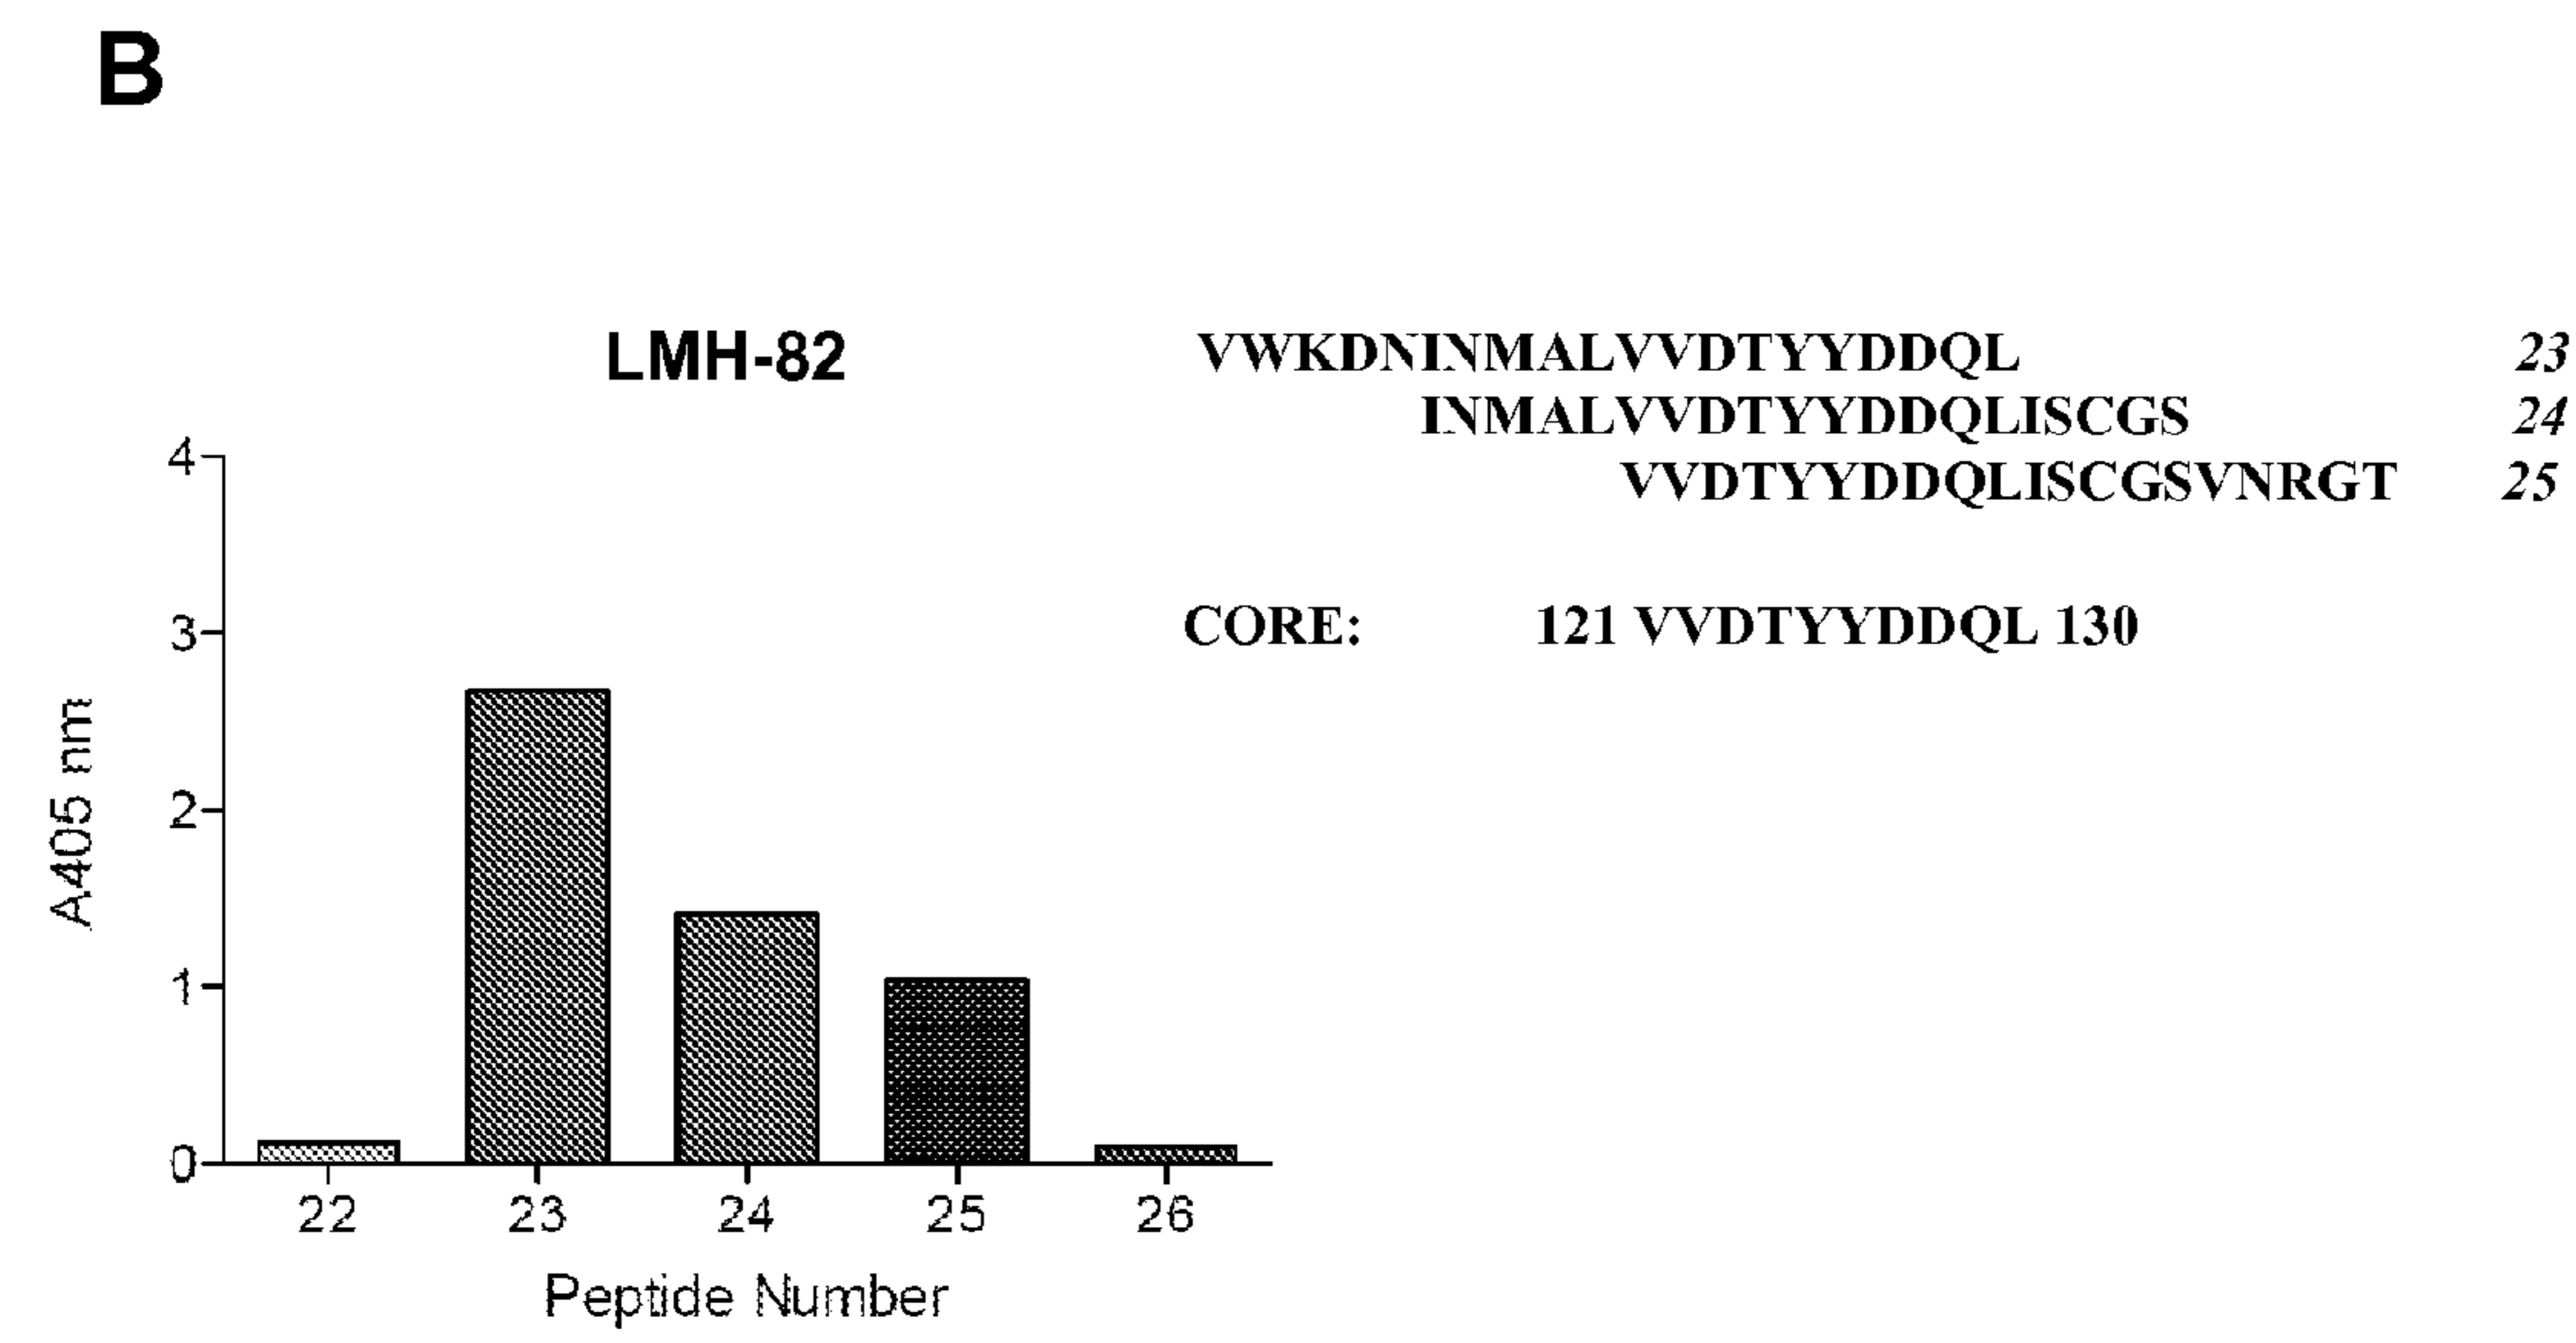 B
LMH-82
VWKDNINMALVVDTYYDDQL 23
INMALVVDTYYDDQLISCGS 24
VVDTYYDDQLISCGSVNRGT 25
CORE: 121 VVDTYYDDQL 130
4
3
2
1
0
A405 nm
22 23 24 25 26
Peptide Number